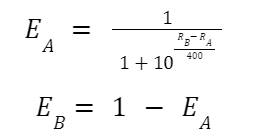 E_A = 1 / (1 + 10^((R_B − R_A) / 400))
E_B = 1 − E_A